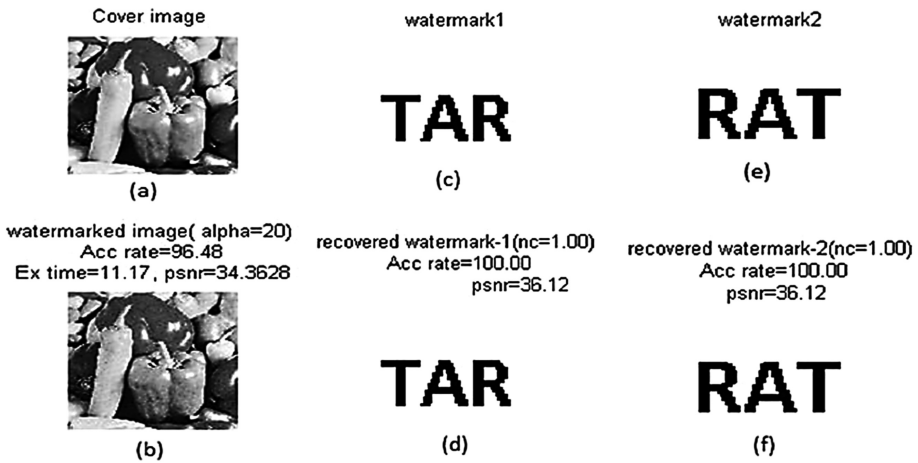 Cover image
watermark1
watermark2
TAR
RAT
(a)
(c)
(e)
watermarked image( alpha=20)
Acc rate=96.48
Ex time=11.17, psnr=34.3628
recovered watermark-1(nc=1.00)
Acc rate=100.00
psnr=36.12
recovered watermark-2(nc=1.00)
Acc rate=100.00
psnr=36.12
TAR
RAT
(b)
(d)
(f)